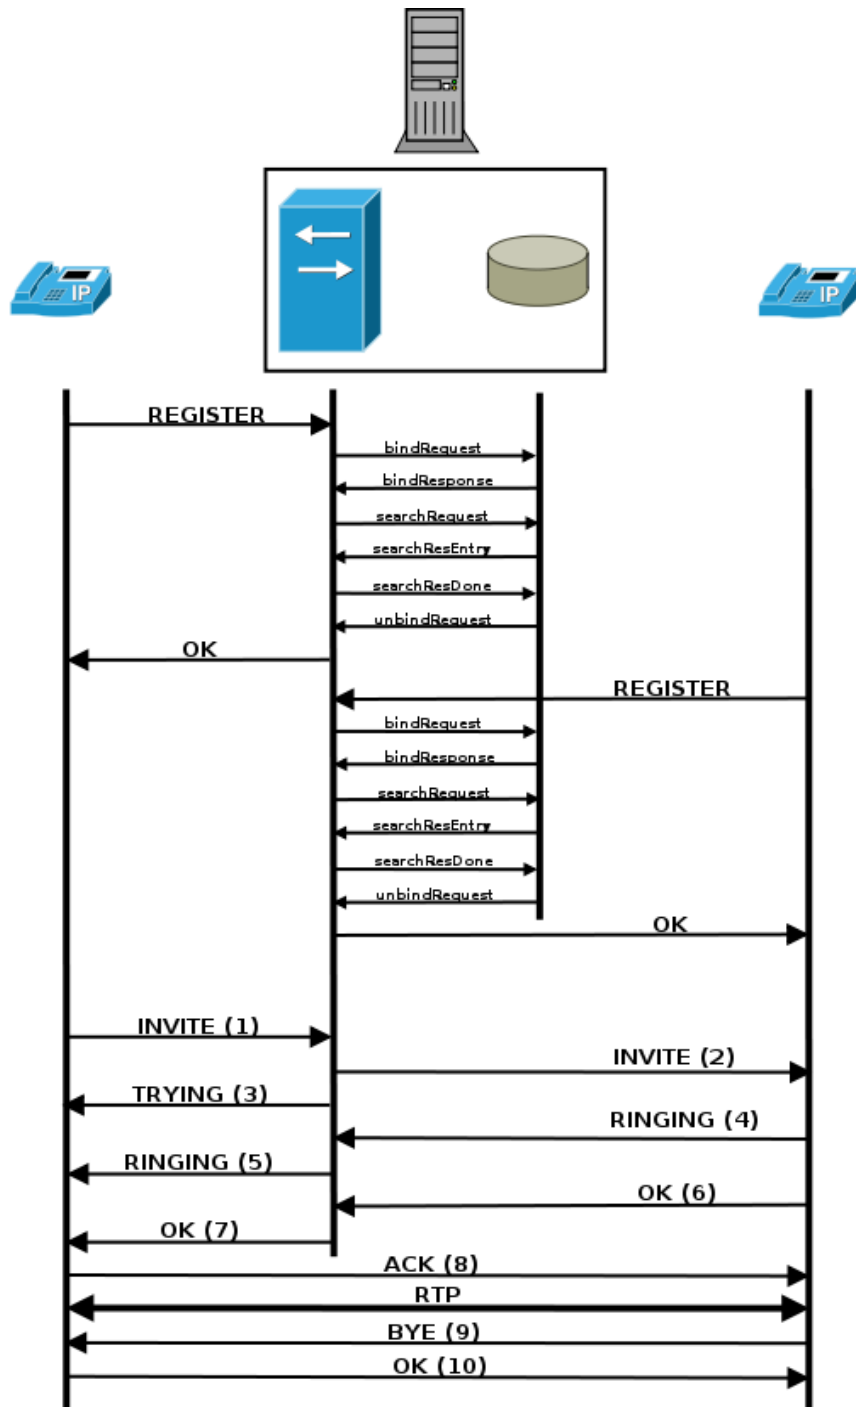 IP
IP
REGISTER
bindRequest
bindResponse
searchRequest
searchResEntry
searchResDone
unbindRequest
OK
REGISTER
bindRequest
bindResponse
searchRequest
searchResEntry
searchResDone
unbindRequest
OK
INVITE (1)
INVITE (2)
TRYING (3)
RINGING (4)
RINGING (5)
OK (6)
OK (7)
ACK (8)
RTP
BYE (9)
OK (10)